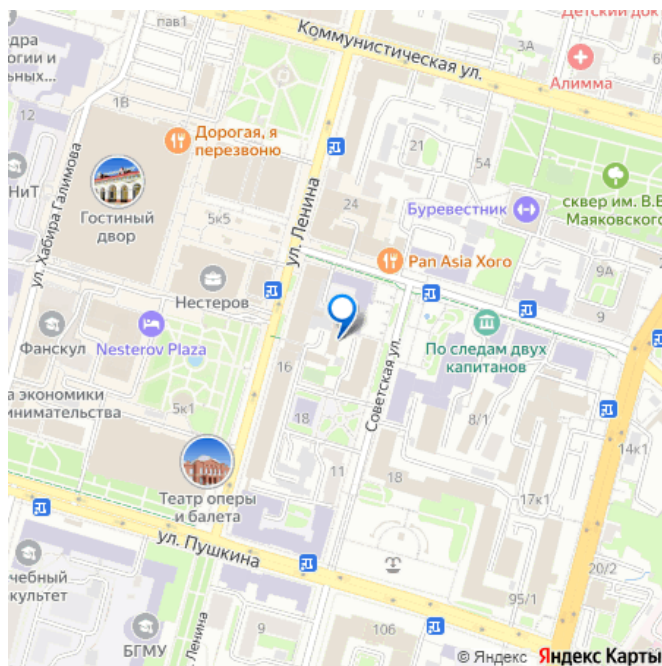 Детский док
пав1
Коммунистическая ул.
3А
Алимма
дра
огии и
льных...
12
1В
Дорогая, я
перезвоню
ул. Ленина
21
54
сквер им. В.В
Маяковского
НиТ
Гостиный
двор
5к5
24
Буревестник
ул. Хабира Галимова
Pan Asia Xoro
9А
Нестеров
9
Фанскул
Nesterov Plaza
По следам двух
капитанов
16
Советская ул.
а экономики
инимательства
5к1
18
8/1
14к1
11
18
17к1
Театр оперы
и балета
ул. Пушкина
20/2
чебный
культет
95/1
БГМУ
Ленина
9
106
© Яндекс Яндекс Карты